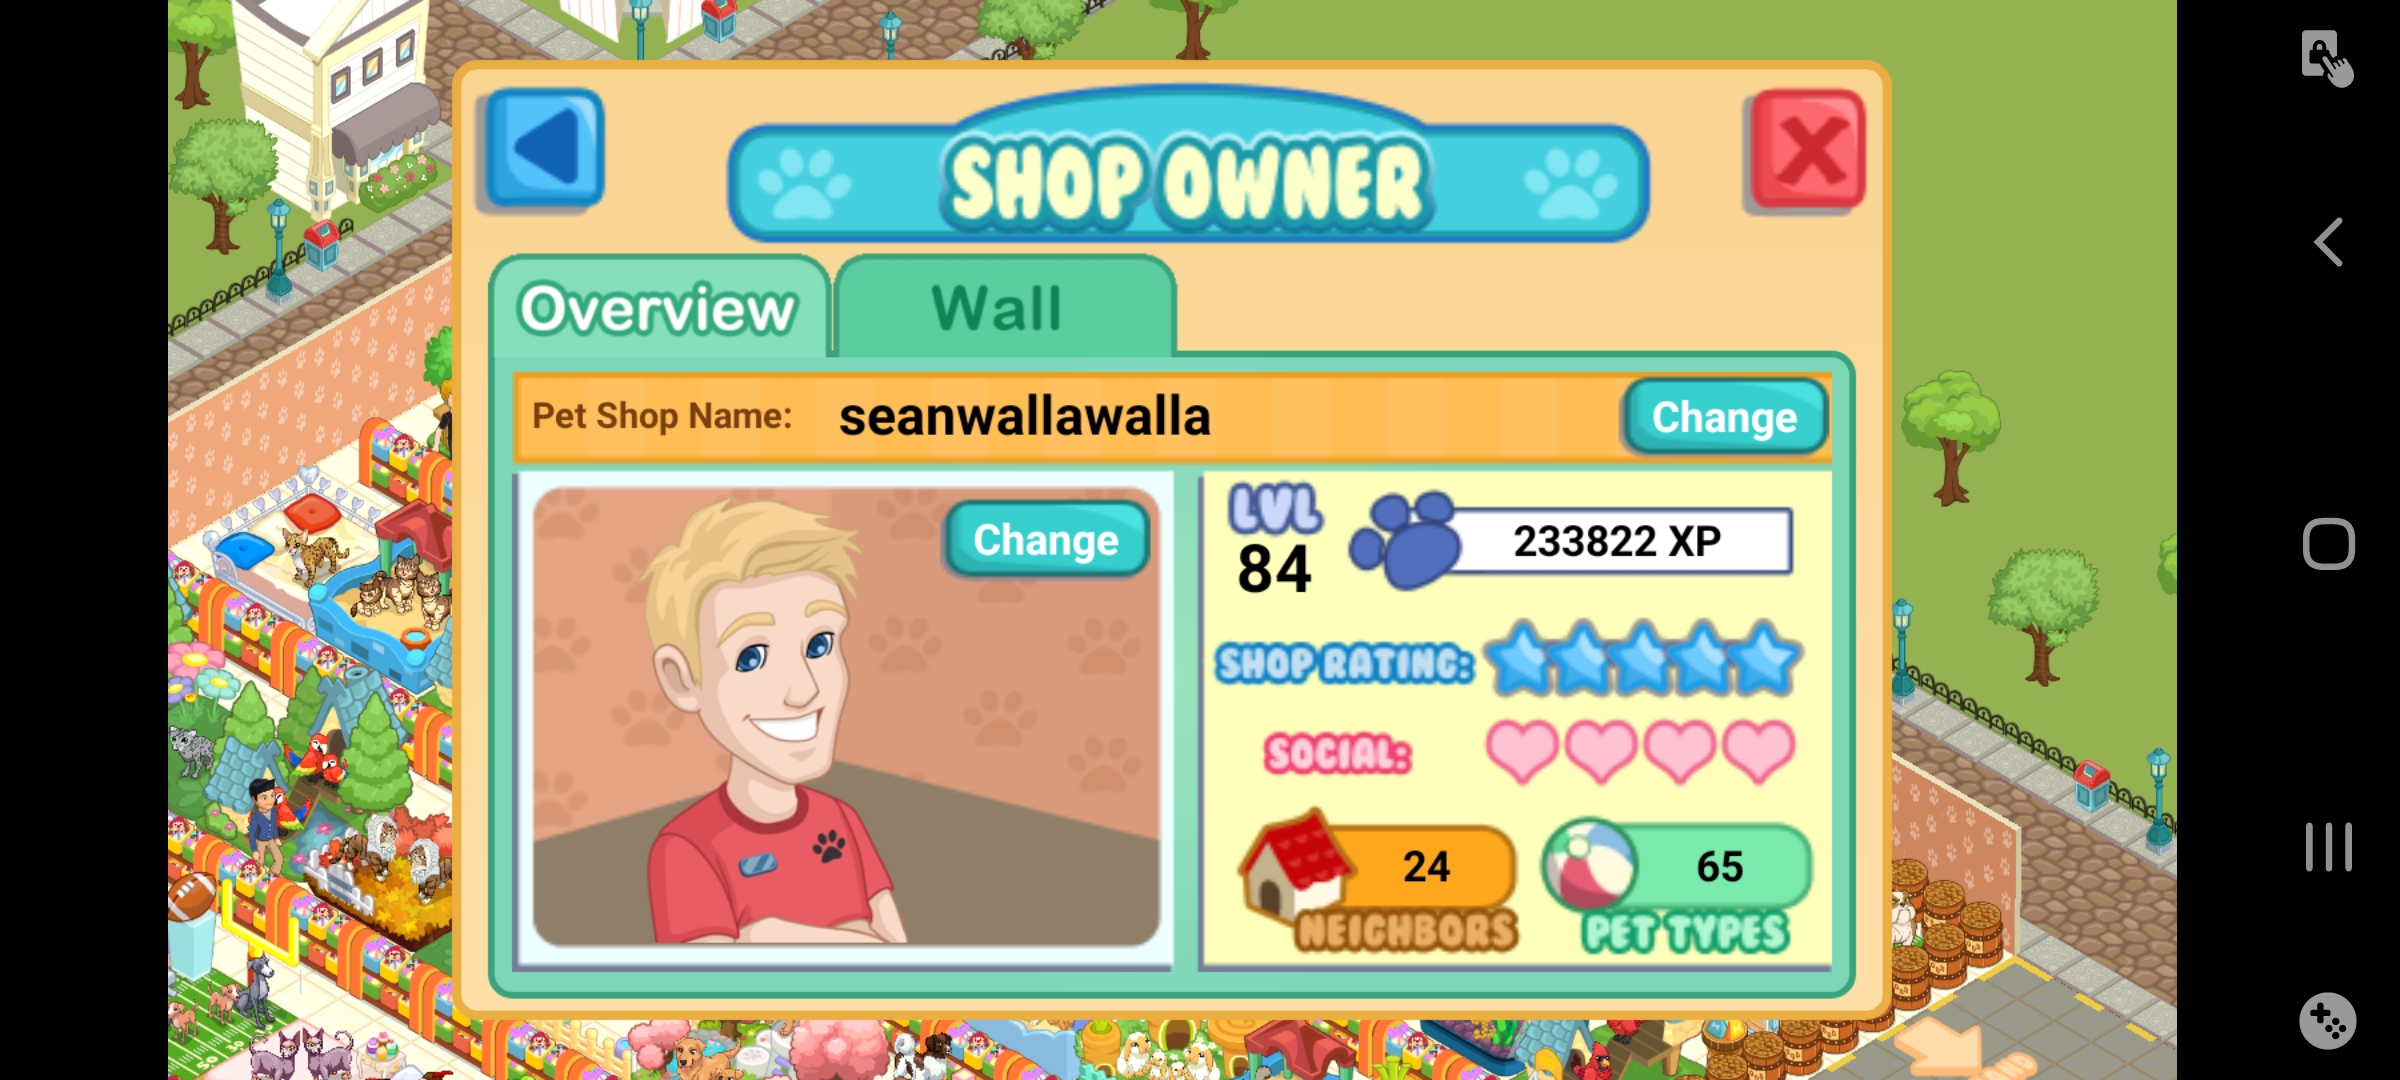 SHOP OWNER
Overview
Wall
Pet Shop Name: seanwallawalla
Change
Change
LVL
84
233822 XP
SHOP RATING:
SOCIAL:
24
NEIGHBORS
65
PET TYPES